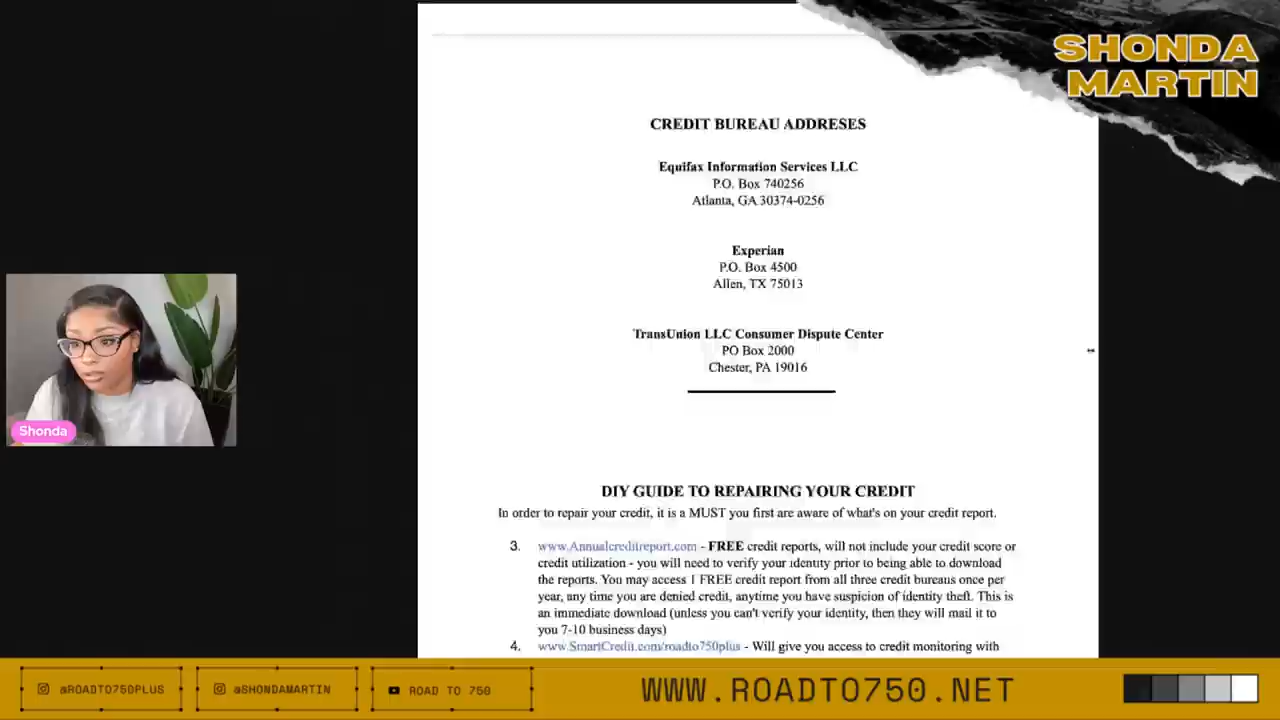 SHONDA
MARTIN
CREDIT BUREAU ADDRESES
Equifax Information Services LLC
P.O. Box 740256
Atlanta, GA 30374-0256
Experian
P.O. Box 4500
Allen, TX 75013
TransUnion LLC Consumer Dispute Center
PO Box 2000
Chester, PA 19016
Shonda
DIY GUIDE TO REPAIRING YOUR CREDIT
In order to repair your credit, it is a MUST you first are aware of what's on your credit report.
3. www.Annualcreditreport.com - FREE credit reports, will not include your credit score or
credit utilization - you will need to verify your identity prior to being able to download
the reports. You may access 1 FREE credit report from all three credit bureaus once per
year, any time you are denied credit, anytime you have suspicion of identity theft. This is
an immediate download (unless you can't verify your identity, then they will mail it to
you 7-10 business days)
4. www.SmartCredit.com/roadto750plus - Will give you access to credit monitoring with
@ROADTO750PLUS
@SHONDAMARTIN
ROAD TO 750
WWW.ROADTO750.NET